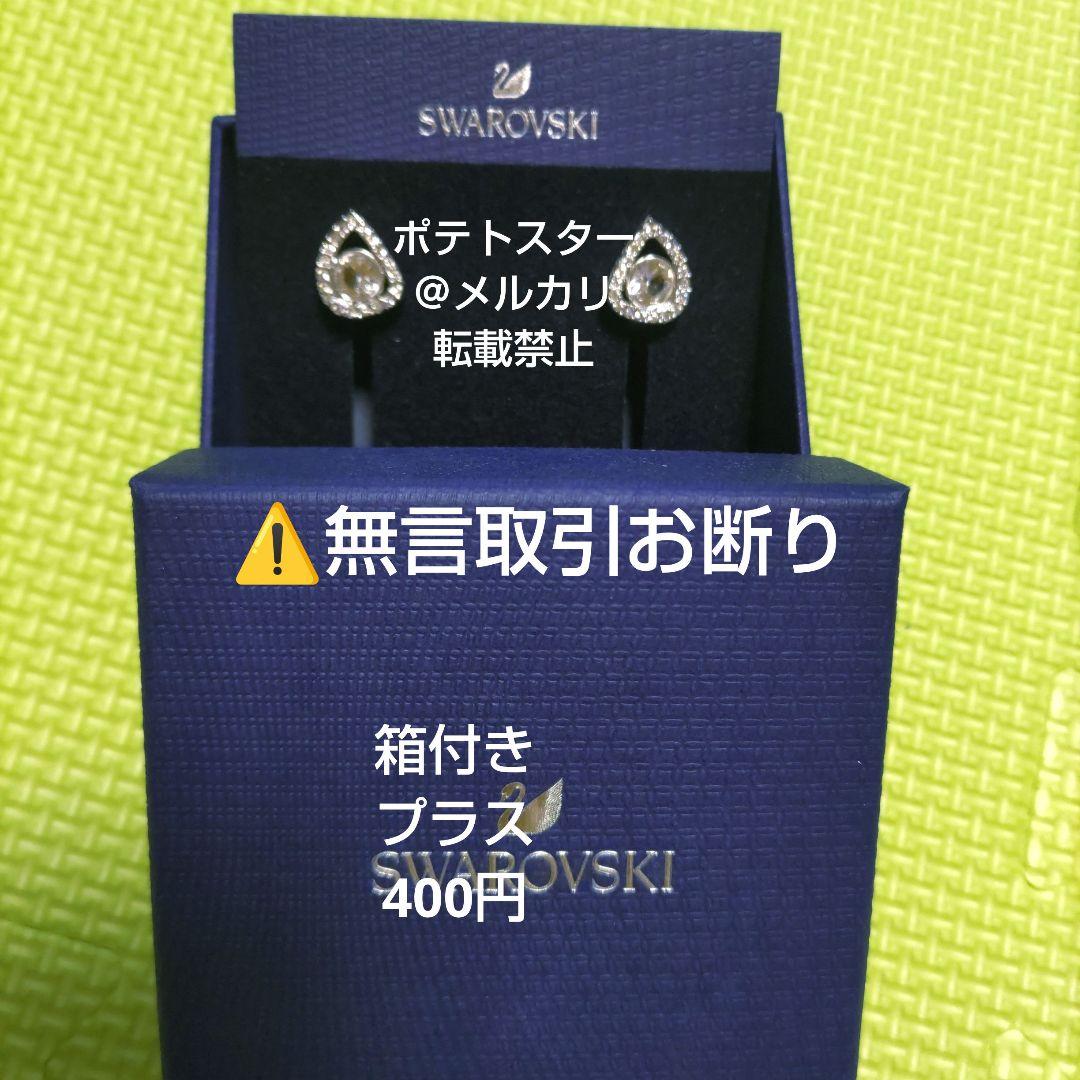 SWAROVSKI
ポテトスター
@メルカリ
転載禁止
⚠️無言取引お断り
箱付き
プラス
SWAROVSKI
400円